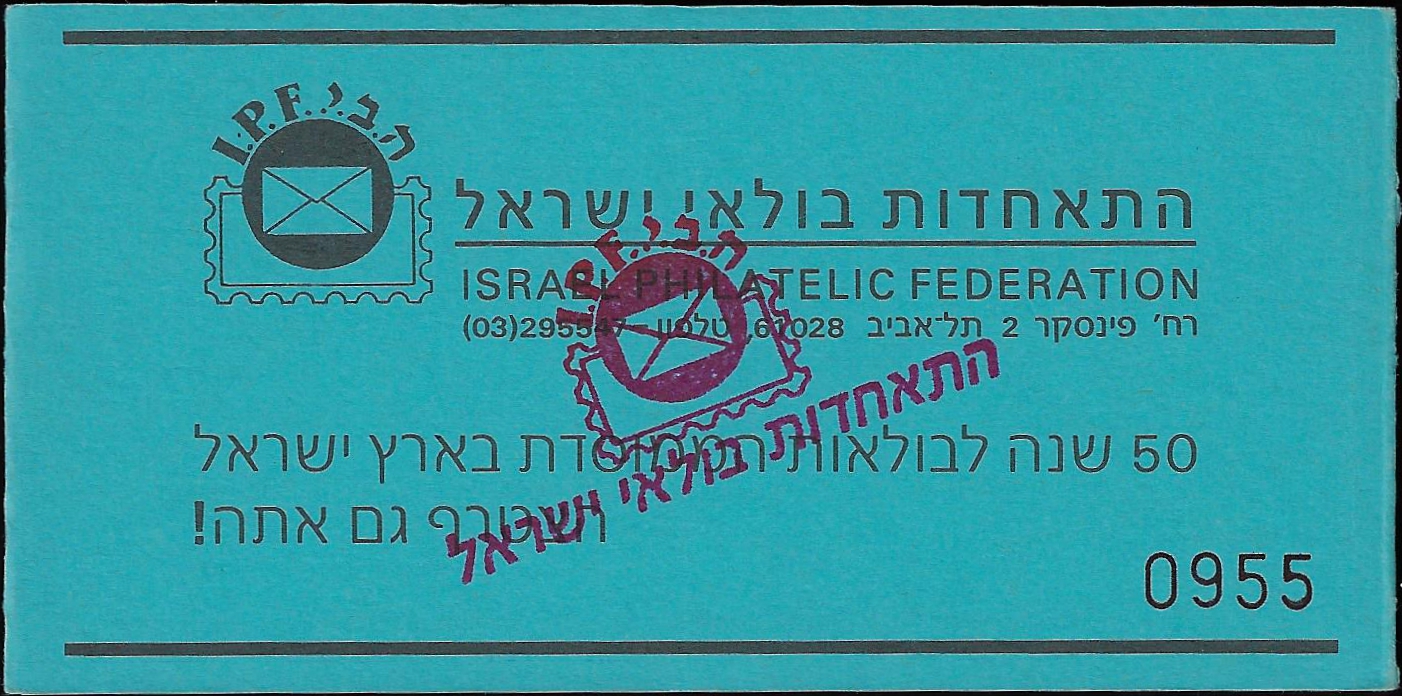 I.P.F. ה.ב.י.
התאחדות בולאי ישראל
ISRAEL PHILATELIC FEDERATION
רח' פינסקר 2 תל־אביב 61028, טלפון 295547(03)
I.P.F. ה.ב.י.
התאחדות בולאי ישראל
50 שנה לבולאות הממוסדת בארץ ישראל
הצטרף גם אתה!
0955